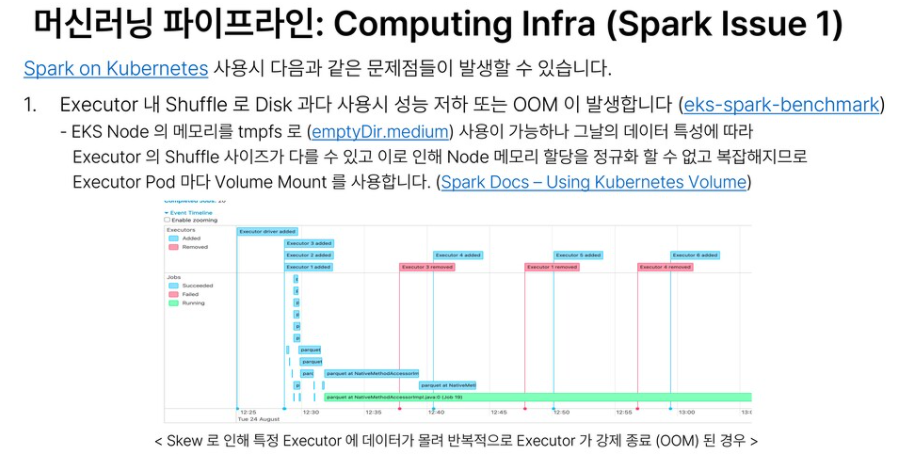 머신러닝 파이프라인: Computing Infra (Spark Issue 1)
Spark on Kubernetes 사용시 다음과 같은 문제점들이 발생할 수 있습니다.
1. Executor 내 Shuffle 로 Disk 과다 사용시 성능 저하 또는 OOM 이 발생합니다 (eks-spark-benchmark)
- EKS Node 의 메모리를 tmpfs 로 (emptyDir.medium) 사용이 가능하나 그날의 데이터 특성에 따라
Executor 의 Shuffle 사이즈가 다를 수 있고 이로 인해 Node 메모리 할당을 정규화 할 수 없고 복잡해지므로
Executor Pod 마다 Volume Mount 를 사용합니다. (Spark Docs – Using Kubernetes Volume)
Event Timeline
Enable zooming
Executors
Added
Removed
Executor driver added
Executor 3 added
Executor 2 added
Executor 1 added
Executor 3 removed
Executor 4 added
Executor 1 removed
Executor 5 added
Executor 4 removed
Executor 6 added
Jobs
Succeeded
Failed
Running
parquet
parquet
parquet at NativeMethodAccessorIm
parquet at NativeMet
parquet at NativeMethodAccessorImpl.java:0 (Job 19)
12:25 12:30 12:35 12:40 12:45 12:50 12:55 13:00
Tue 24 August
< Skew 로 인해 특정 Executor 에 데이터가 몰려 반복적으로 Executor 가 강제 종료 (OOM) 된 경우 >